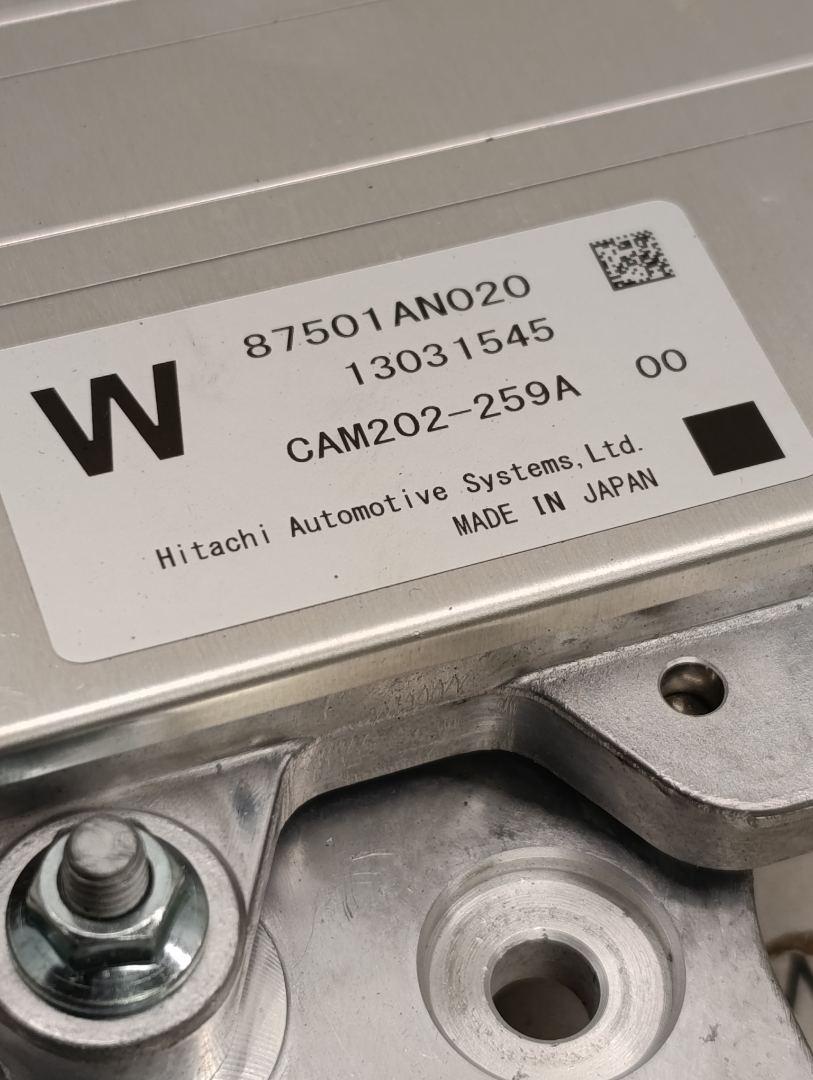 W
87501AN020
13031545
CAM202-259A 00
Hitachi Automotive Systems,Ltd.
MADE IN JAPAN